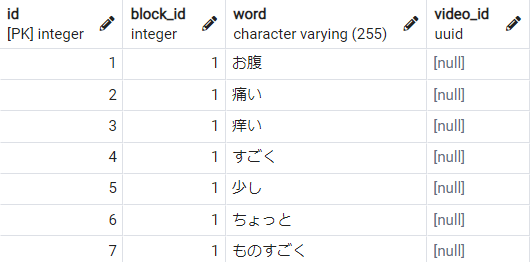 id block_id word video_id
[PK] integer integer character varying (255) uuid
1 1 お腹 [null]
2 1 痛い [null]
3 1 痒い [null]
4 1 すごく [null]
5 1 少し [null]
6 1 ちょっと [null]
7 1 ものすごく [null]